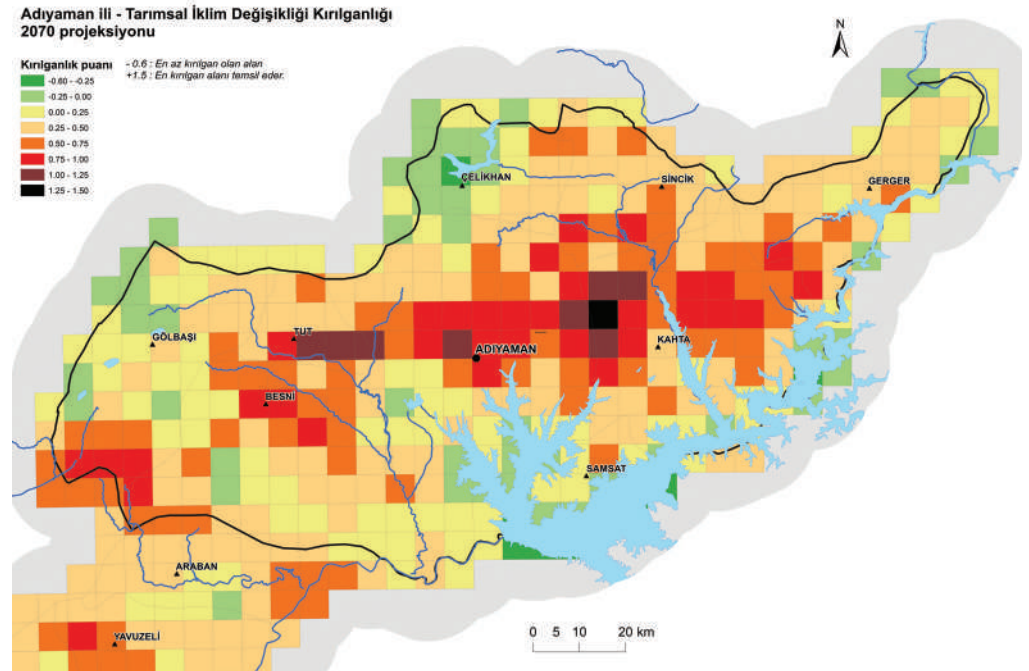 Adıyaman ili - Tarımsal İklim Değişikliği Kırılganlığı
2070 projeksiyonu
Kırılganlık puanı
- 0.6 : En az kırılgan olan alan
+1.5 : En kırılgan alanı temsil eder.
-0.60 - -0.25
-0.25 - 0.00
0.00 - 0.25
0.25 - 0.50
0.50 - 0.75
0.75 - 1.00
1.00 - 1.25
1.25 - 1.50
N
ÇELİKHAN
SİNCİK
GERGER
GÖLBAŞI
TUT
ADIYAMAN
KAHTA
BESNİ
SAMSAT
ARABAN
YAVUZELİ
0 5 10 20 km